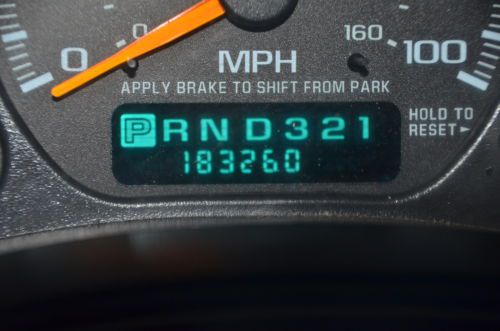 0
0
MPH
160
100
APPLY BRAKE TO SHIFT FROM PARK
PRND321
183260
HOLD TO
RESET►